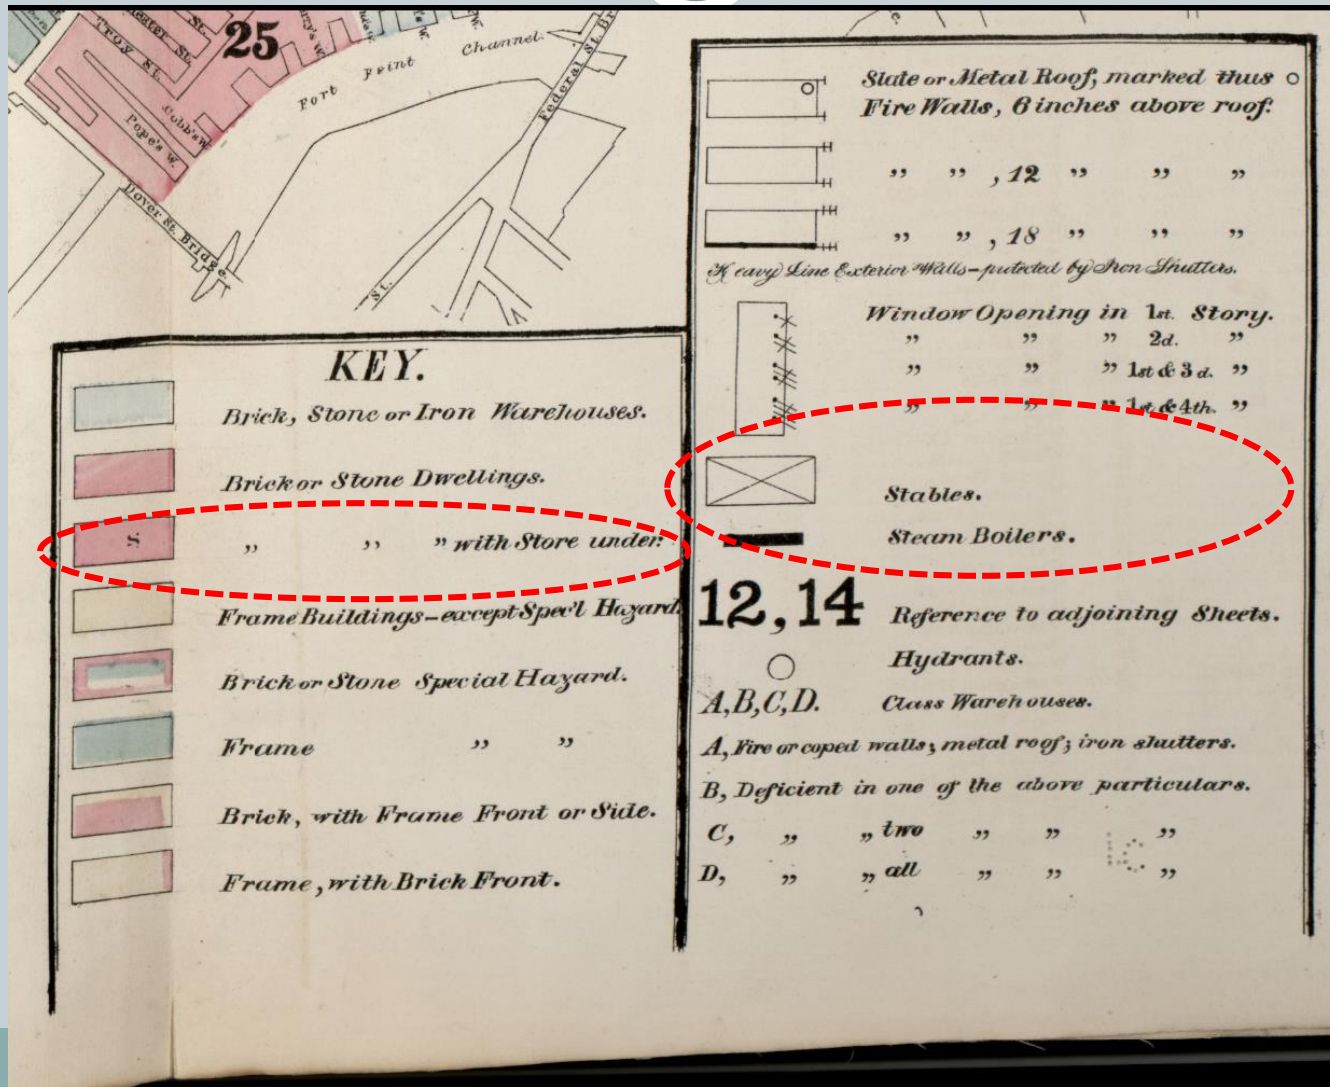 25
Troy St.
Cobb's W.
Pope's W.
Fort Point Channel.
Federal St. Br
Dover St. Bridge.
St.
KEY.
Brick, Stone or Iron Warehouses.
Brick or Stone Dwellings.
S. „ „ „ with Store under.
Frame Buildings–except Spec'l Hazard.
Brick or Stone Special Hazard.
Frame „ „
Brick, with Frame Front or Side.
Frame, with Brick Front.
Slate or Metal Roof, marked thus O
Fire Walls, 6 inches above roof.
„ „ , 12 „ „ „
„ „ , 18 „ „ „
Heavy Line Exterior Walls–protected by Iron Shutters.
Window Opening in 1st. Story.
„ „ „ 2d. „
„ „ „ 1st & 3d. „
„ „ „ 1st & 4th. „
Stables.
Steam Boilers.
12, 14 Reference to adjoining Sheets.
Hydrants.
A, B, C, D. Class Warehouses.
A, Fire or coped walls; metal roof; iron shutters.
B, Deficient in one of the above particulars.
C, „ „ two „ „ „
D, „ „ all „ „ „